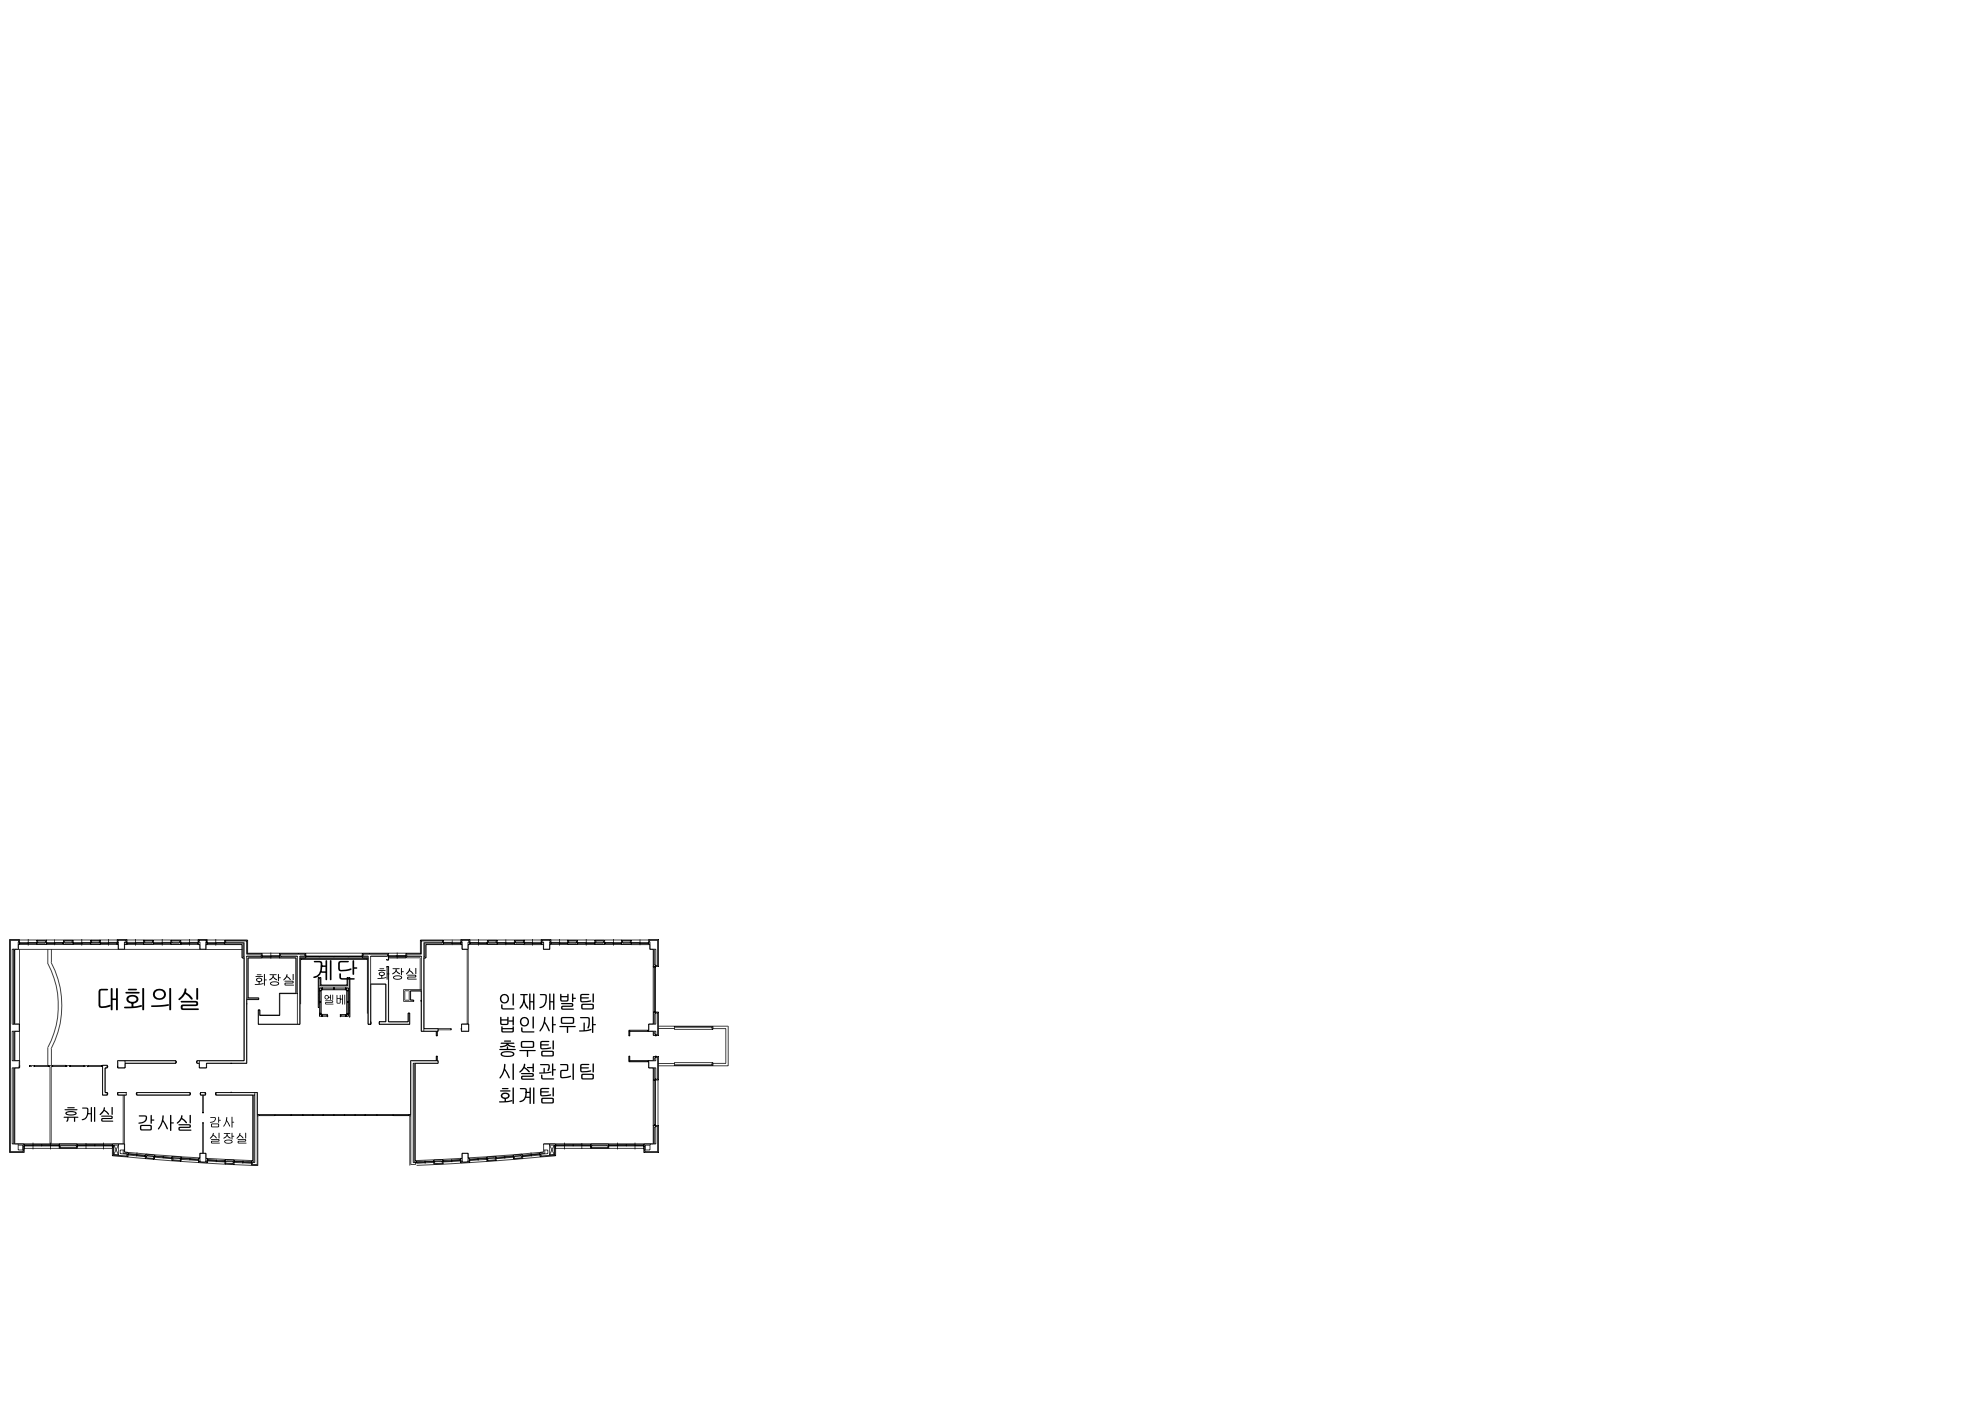 계단
화장실
화장실
대회의실
엘베
인재개발팀
법인사무과
총무팀
시설관리팀
회계팀
휴게실
감사실
감사
실장실